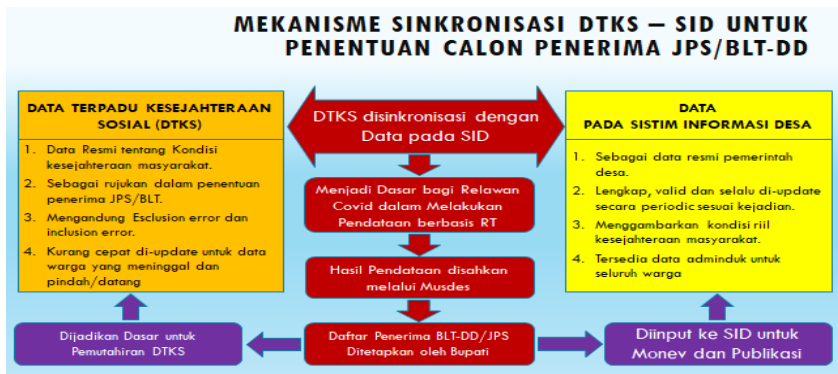 MEKANISME SINKRONISASI DTKS – SID UNTUK
PENENTUAN CALON PENERIMA JPS/BLT-DD
DATA TERPADU KESEJAHTERAAN
SOSIAL (DTKS)
1. Data Resmi tentang Kondisi
kesejahteraan masyarakat.
2. Sebagai rujukan dalam penentuan
penerima JPS/BLT.
3. Mengandung Esclusion error dan
inclusion error.
4. Kurang cepat di-update untuk data
warga yang meninggal dan
pindah/datang
DTKS disinkronisasi dengan
Data pada SID
Menjadi Dasar bagi Relawan
Covid dalam Melakukan
Pendataan berbasis RT
Hasil Pendataan disahkan
melalui Musdes
Daftar Penerima BLT-DD/JPS
Ditetapkan oleh Bupati
DATA
PADA SISTIM INFORMASI DESA
1. Sebagai data resmi pemerintah
desa.
2. Lengkap, valid dan selalu di-update
secara periodic sesuai kejadian.
3. Menggambarkan kondisi riil
kesejahteraan masyarakat.
4. Tersedia data adminduk untuk
seluruh warga
Dijadikan Dasar untuk
Pemutahiran DTKS
Diinput ke SID untuk
Monev dan Publikasi